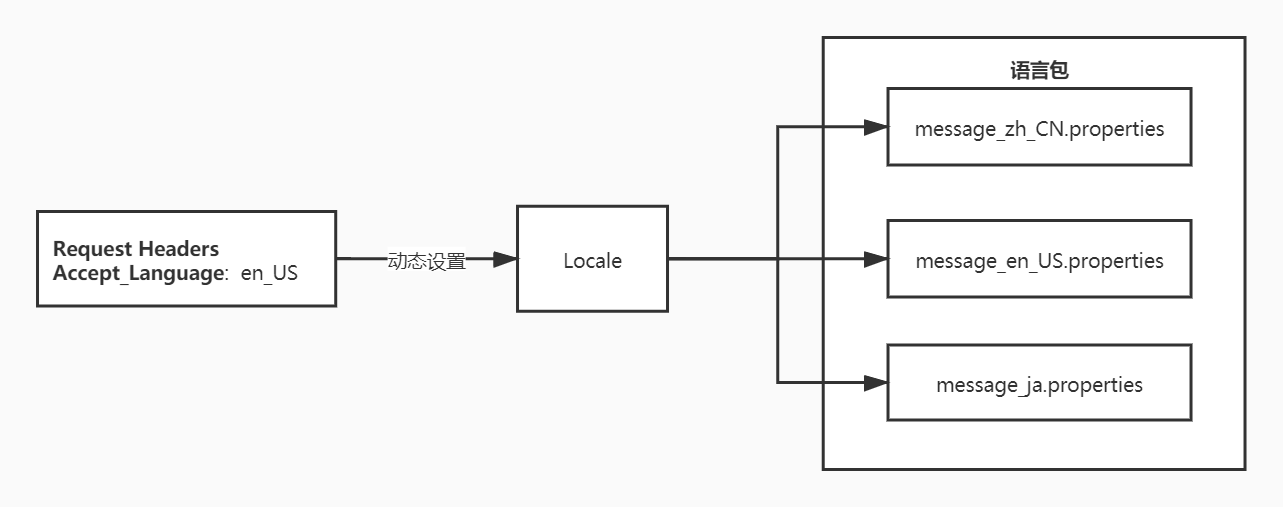 语言包
message_zh_CN.properties
Request Headers
Accept_Language: en_US
动态设置
Locale
message_en_US.properties
message_ja.properties